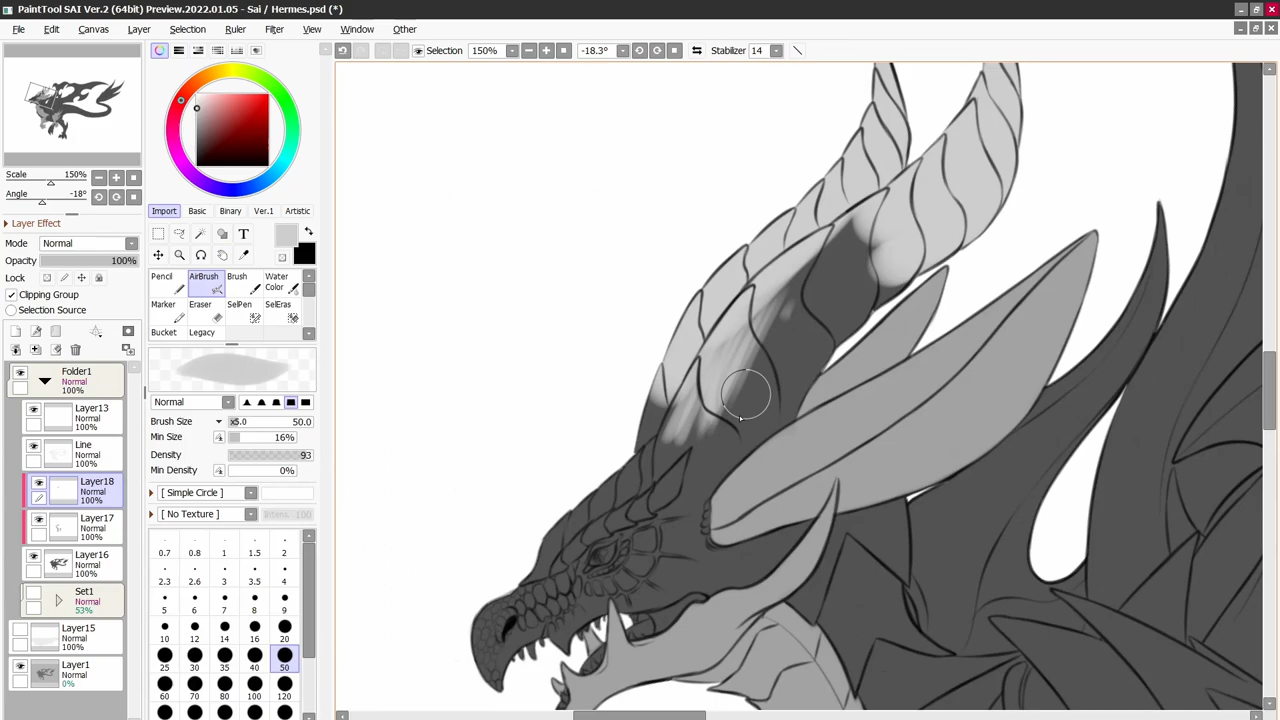 PaintTool SAI Ver.2 (64bit) Preview.2022.01.05 - Sai / Hermes.psd (*)
File Edit Canvas Layer Selection Filter Ruler View Window Other
Selection 150% -18.3° Stabilizer 14
Scale 150%
Angle -18°
Layer Effect
Mode Normal
Opacity 100%
Lock
Clipping Group
Selection Source
Folder1
Normal
100%
Layer13
Normal
100%
Line
Normal
100%
Layer18
Normal
100%
Layer17
Normal
100%
Layer16
Normal
100%
Set1
Normal
53%
Layer15
Normal
100%
Layer1
Normal
0%
Import Basic Binary Ver.1 Artistic
T
Pencil AirBrush Brush Water Color
Marker Eraser SelPen SelEras
Bucket Legacy
Normal
Brush Size x5.0 50.0
Min Size 16%
Density 93
Min Density 0%
[ Simple Circle ]
[ No Texture ] Intens. 100
0.7 0.8 1 1.5 2
2.3 2.6 3 3.5 4
5 6 7 8 9
10 12 14 16 20
25 30 35 40 50
60 70 80 100 120